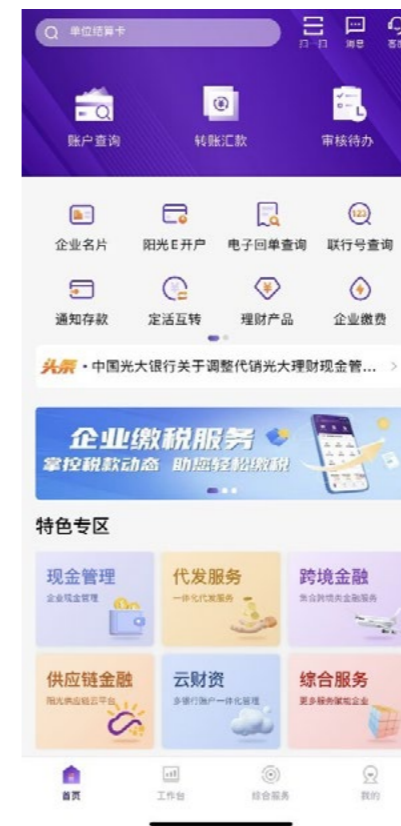 单位结算卡
扫一扫 消息
账户查询 转账汇款 审核待办
企业名片 阳光E开户 电子回单查询 联行号查询
通知存款 定活互转 理财产品 企业缴费
头条 · 中国光大银行关于调整代销光大理财现金管... >
企业缴税服务
掌控税款动态 助您轻松缴税
特色专区
现金管理 代发服务 跨境金融
企业现金管理 一体化代发服务
供应链金融 云财资 综合服务
阳光供应链云平台 多银行账户一体化管理 更多服务赋能企业
首页 工作台 综合服务 我的